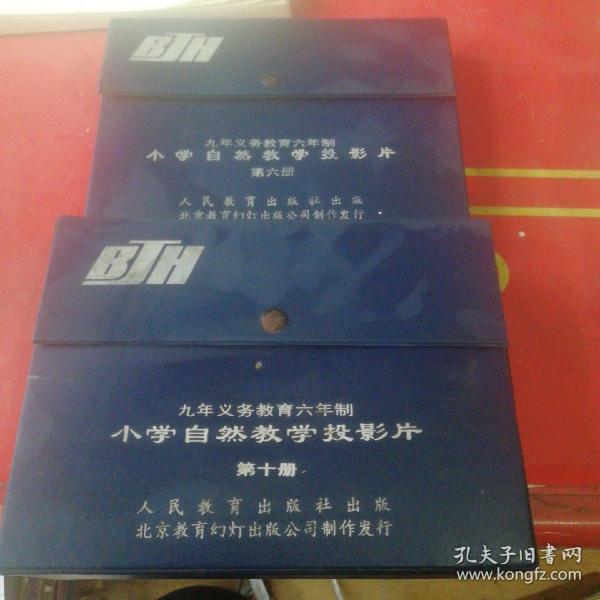 BTH
九年义务教育六年制
小学自然教学投影片
第六册
人民教育出版社出版
北京教育幻灯出版公司制作发行
BTH
九年义务教育六年制
小学自然教学投影片
第十册
人民教育出版社出版
北京教育幻灯出版公司制作发行
孔夫子旧书网
www.kongfz.com